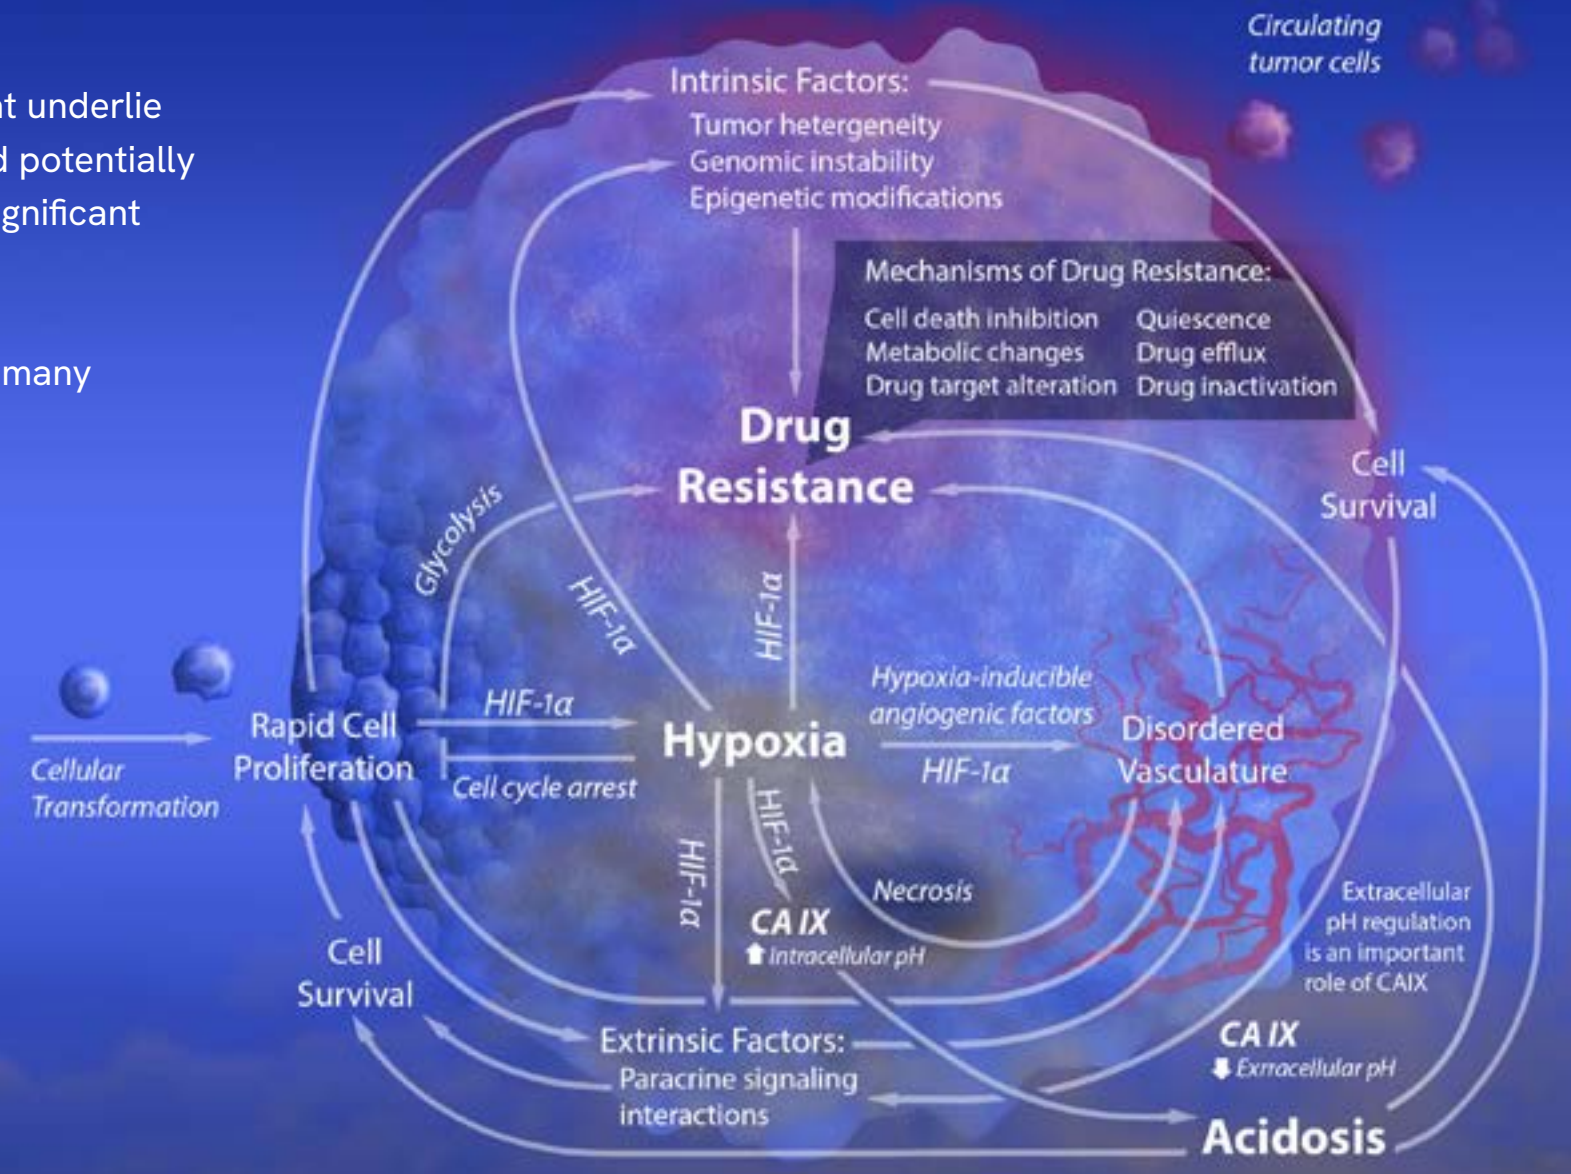 t underlie
d potentially
gnificant
many
Circulating
tumor cells
Intrinsic Factors:
Tumor hetergeneity
Genomic instability
Epigenetic modifications
Mechanisms of Drug Resistance:
Cell death inhibition Quiescence
Metabolic changes Drug efflux
Drug target alteration Drug inactivation
Drug
Resistance
Cell
Survival
Glycolysis
HIF-1α
HIF-1α
Hypoxia-inducible
angiogenic factors
HIF-1α
Rapid Cell
Proliferation
HIF-1α
Cell cycle arrest
Hypoxia
Disordered
Vasculature
Cellular
Transformation
HIF-1α
HIF-1α
Necrosis
CA IX
Intracellular pH
Extracellular
pH regulation
is an important
role of CAIX
Cell
Survival
Extrinsic Factors:
Paracrine signaling
interactions
CA IX
Exrracellular pH
Acidosis